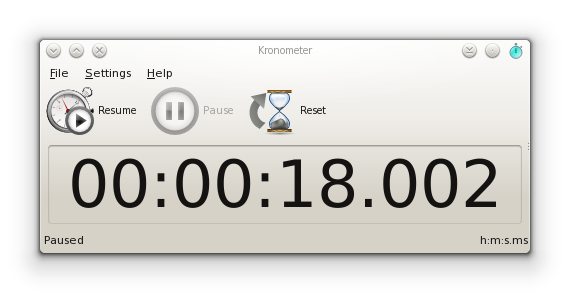 Kronometer
File Settings Help
Resume Pause Reset
00:00:18.002
Paused h:m:s.ms